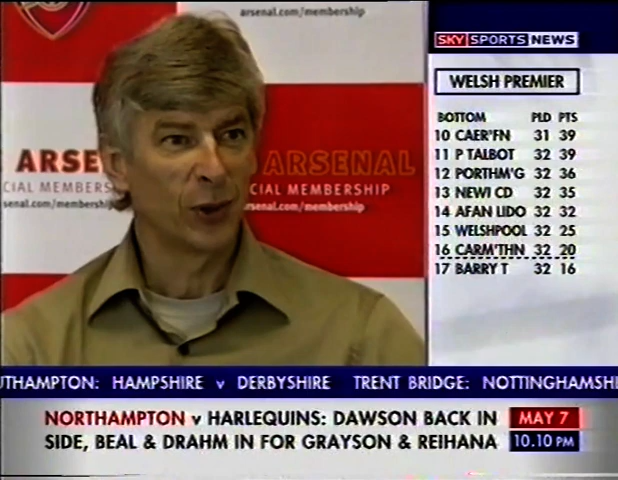 arsenal.com/membership
ARSE
ARSENAL
CIAL MEMBERS
CIAL MEMBERSHIP
senal.com/members
senal.com/membership
SKY SPORTS NEWS
WELSH PREMIER
BOTTOM PLD PTS
10 CAER'FN 31 39
11 P TALBOT 32 39
12 PORTHM'G 32 36
13 NEWI CD 32 35
14 AFAN LIDO 32 32
15 WELSHPOOL 32 25
16 CARM'THN 32 20
17 BARRY T 32 16
UTHAMPTON: HAMPSHIRE v DERBYSHIRE TRENT BRIDGE: NOTTINGHAMSHI
NORTHAMPTON v HARLEQUINS: DAWSON BACK IN
SIDE, BEAL & DRAHM IN FOR GRAYSON & REIHANA
MAY 7
10.10 PM